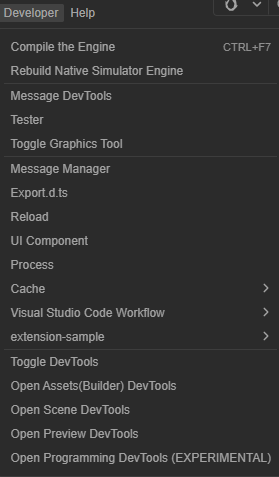 Developer Help
Compile the Engine CTRL+F7
Rebuild Native Simulator Engine
Message DevTools
Tester
Toggle Graphics Tool
Message Manager
Export.d.ts
Reload
UI Component
Process
Cache
Visual Studio Code Workflow
extension-sample
Toggle DevTools
Open Assets(Builder) DevTools
Open Scene DevTools
Open Preview DevTools
Open Programming DevTools (EXPERIMENTAL)